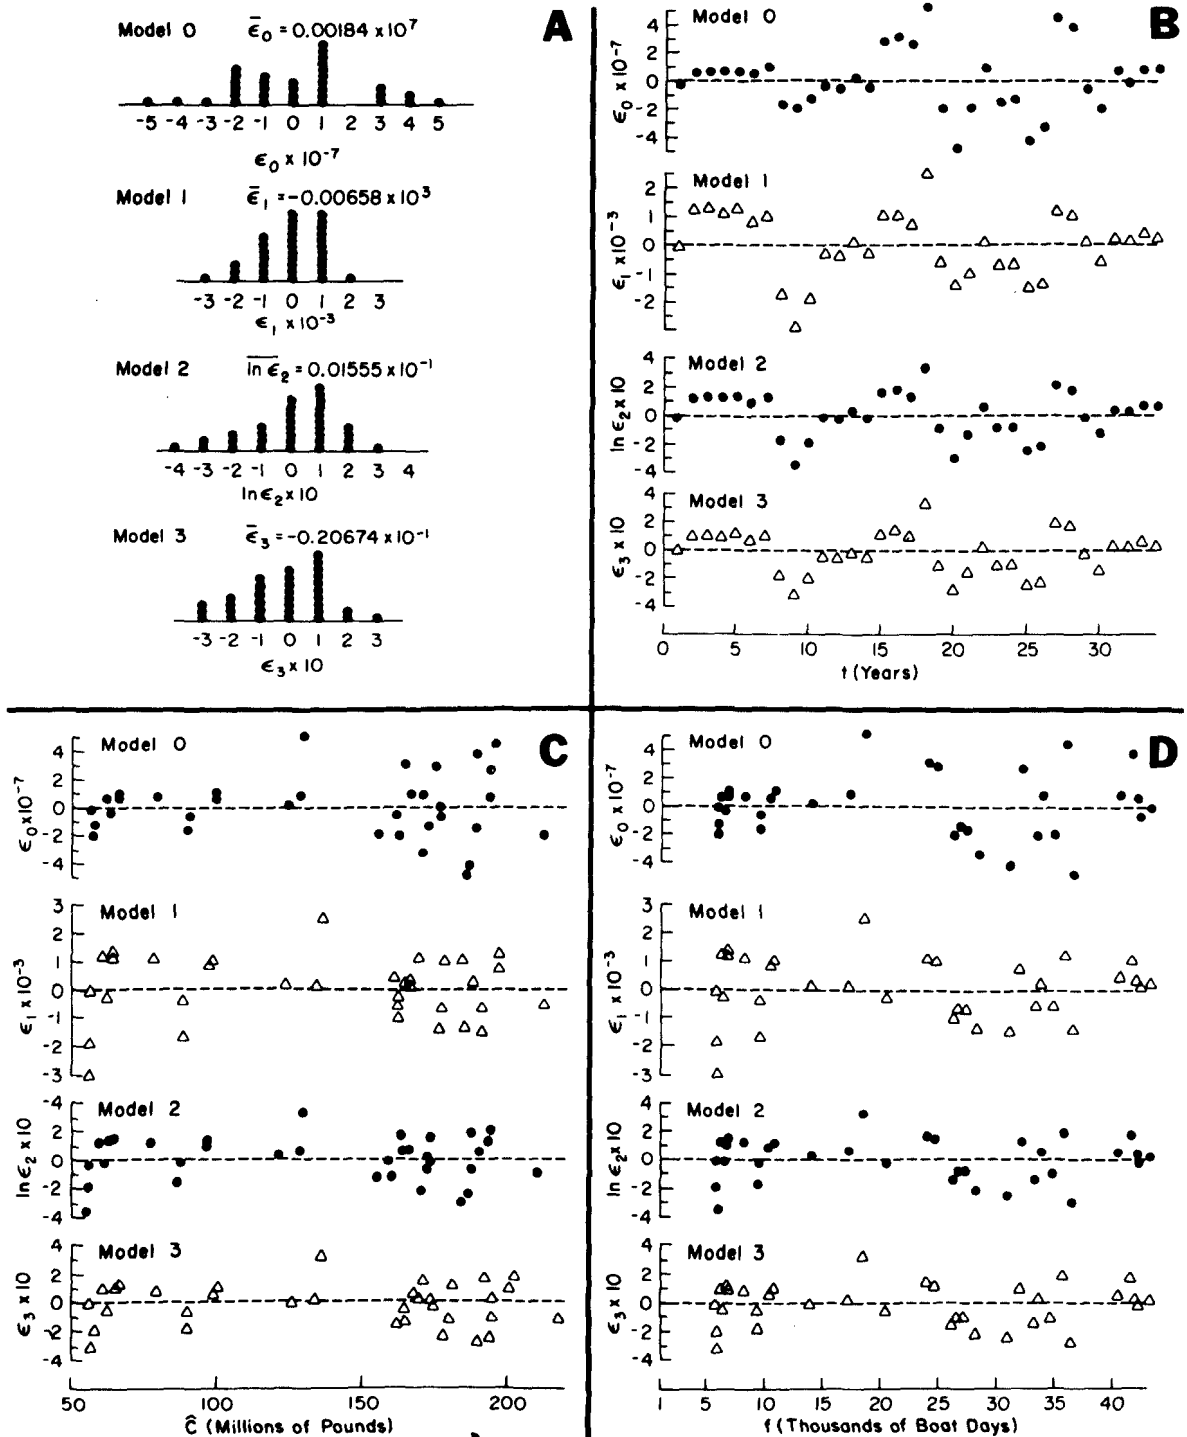 A
Model 0 ε̄₀ = 0.00184 x10⁷
-5 -4 -3 -2 -1 0 1 2 3 4 5
ε₀ x 10⁻⁷
Model 1 ε̄₁ = -0.00658 x10³
-3 -2 -1 0 1 2 3
ε₁ x10⁻³
Model 2 ln ε₂ = 0.01555 x10⁻¹
-4 -3 -2 -1 0 1 2 3 4
ln ε₂ x 10
Model 3 ε̄₃ = -0.20674 x10⁻¹
-3 -2 -1 0 1 2 3
ε₃ x 10
B
Model 0
4
2
0
-2
-4
ε₀ x 10⁻⁷
Model 1
2
1
0
-1
-2
ε₁ x10⁻³
Model 2
4
2
0
-2
-4
ln ε₂ x 10
Model 3
4
2
0
-2
-4
ε₃ x 10
0 5 10 15 20 25 30
t (Years)
C
Model 0
4
2
0
-2
-4
ε₀ x10⁻⁷
Model 1
3
2
1
0
-1
-2
-3
ε₁ x10⁻³
Model 2
-4
2
0
-2
-4
ln ε₂ x 10
Model 3
4
2
0
-2
-4
ε₃ x 10
50 100 150 200
Ĉ (Millions of Pounds)
D
Model 0
4
2
0
-2
-4
ε₀ x 10⁻⁷
Model 1
3
2
1
0
-1
-2
-3
ε₁ x10⁻³
Model 2
4
2
0
-2
-4
ln ε₂ x 10
Model 3
4
2
0
-2
-4
ε₃ x 10
1 5 10 15 20 25 30 35 40
f (Thousands of Boat Days)